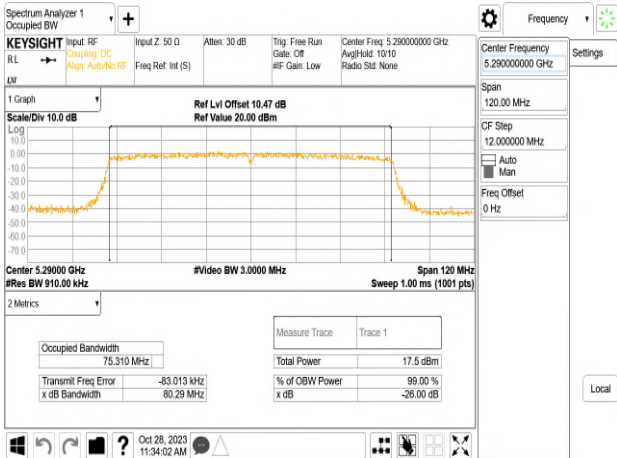 Spectrum Analyzer 1
Occupied BW
Frequency
KEYSIGHT
RL
Input: RF
Coupling: DC
Align: Auto/No RF
Input Z: 50 Ω
Freq Ref: Int (S)
Atten: 30 dB
Trig: Free Run
Gate: Off
#IF Gain: Low
Center Freq: 5.290000000 GHz
Avg|Hold: 10/10
Radio Std: None
Center Frequency
5.290000000 GHz
Settings
Span
120.00 MHz
CF Step
12.000000 MHz
Auto
Man
Freq Offset
0 Hz
Local
1 Graph
Scale/Div 10.0 dB
Ref Lvl Offset 10.47 dB
Ref Value 20.00 dBm
Log
10.0
0.00
-10.0
-20.0
-30.0
-40.0
-50.0
-60.0
-70.0
Center 5.29000 GHz
#Res BW 910.00 kHz
#Video BW 3.0000 MHz
Span 120 MHz
Sweep 1.00 ms (1001 pts)
2 Metrics
Measure Trace Trace 1
Occupied Bandwidth
75.310 MHz
Total Power 17.5 dBm
Transmit Freq Error -83.013 kHz
% of OBW Power 99.00 %
x dB Bandwidth 80.29 MHz
x dB -26.00 dB
?
Oct 28, 2023
11:34:02 AM